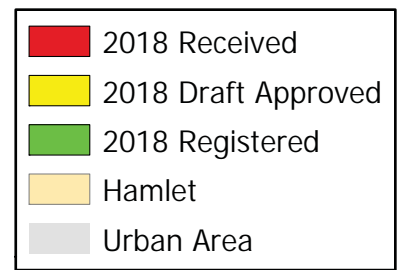 2018 Received
2018 Draft Approved
2018 Registered
Hamlet
Urban Area